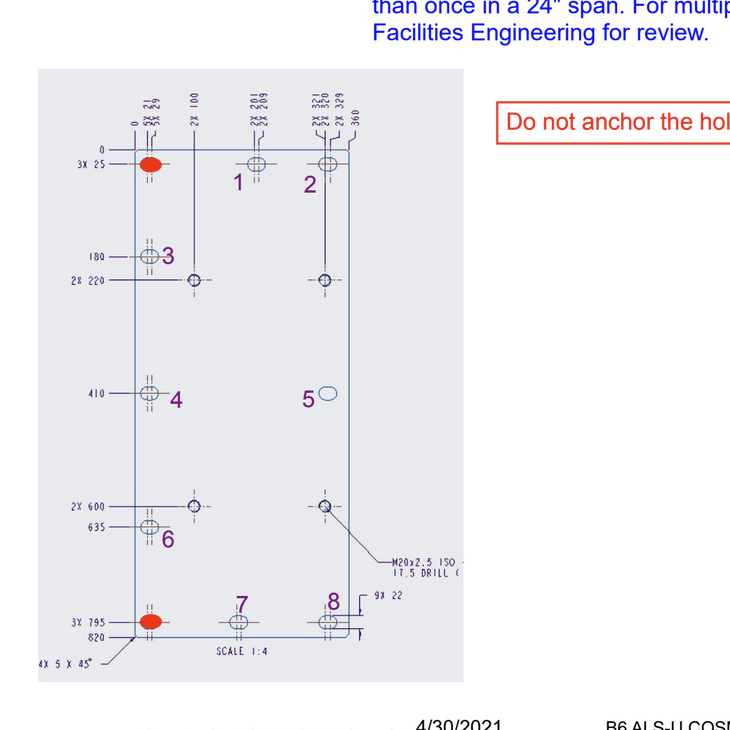 than once in a 24" span. For multip
Facilities Engineering for review.
Do not anchor the hol
0
5X 21
5X 29
2X 100
2X 201
2X 209
2X 321
2X 320
2X 329
360
0
3X 25
1
2
180
3
2X 220
410
4
5
2X 600
635
6
M20x2.5 ISO
17.5 DRILL (
7
8
9X 22
3X 795
820
SCALE 1:4
4X 5 X 45°
4/30/2021
B6 ALS-U COSM